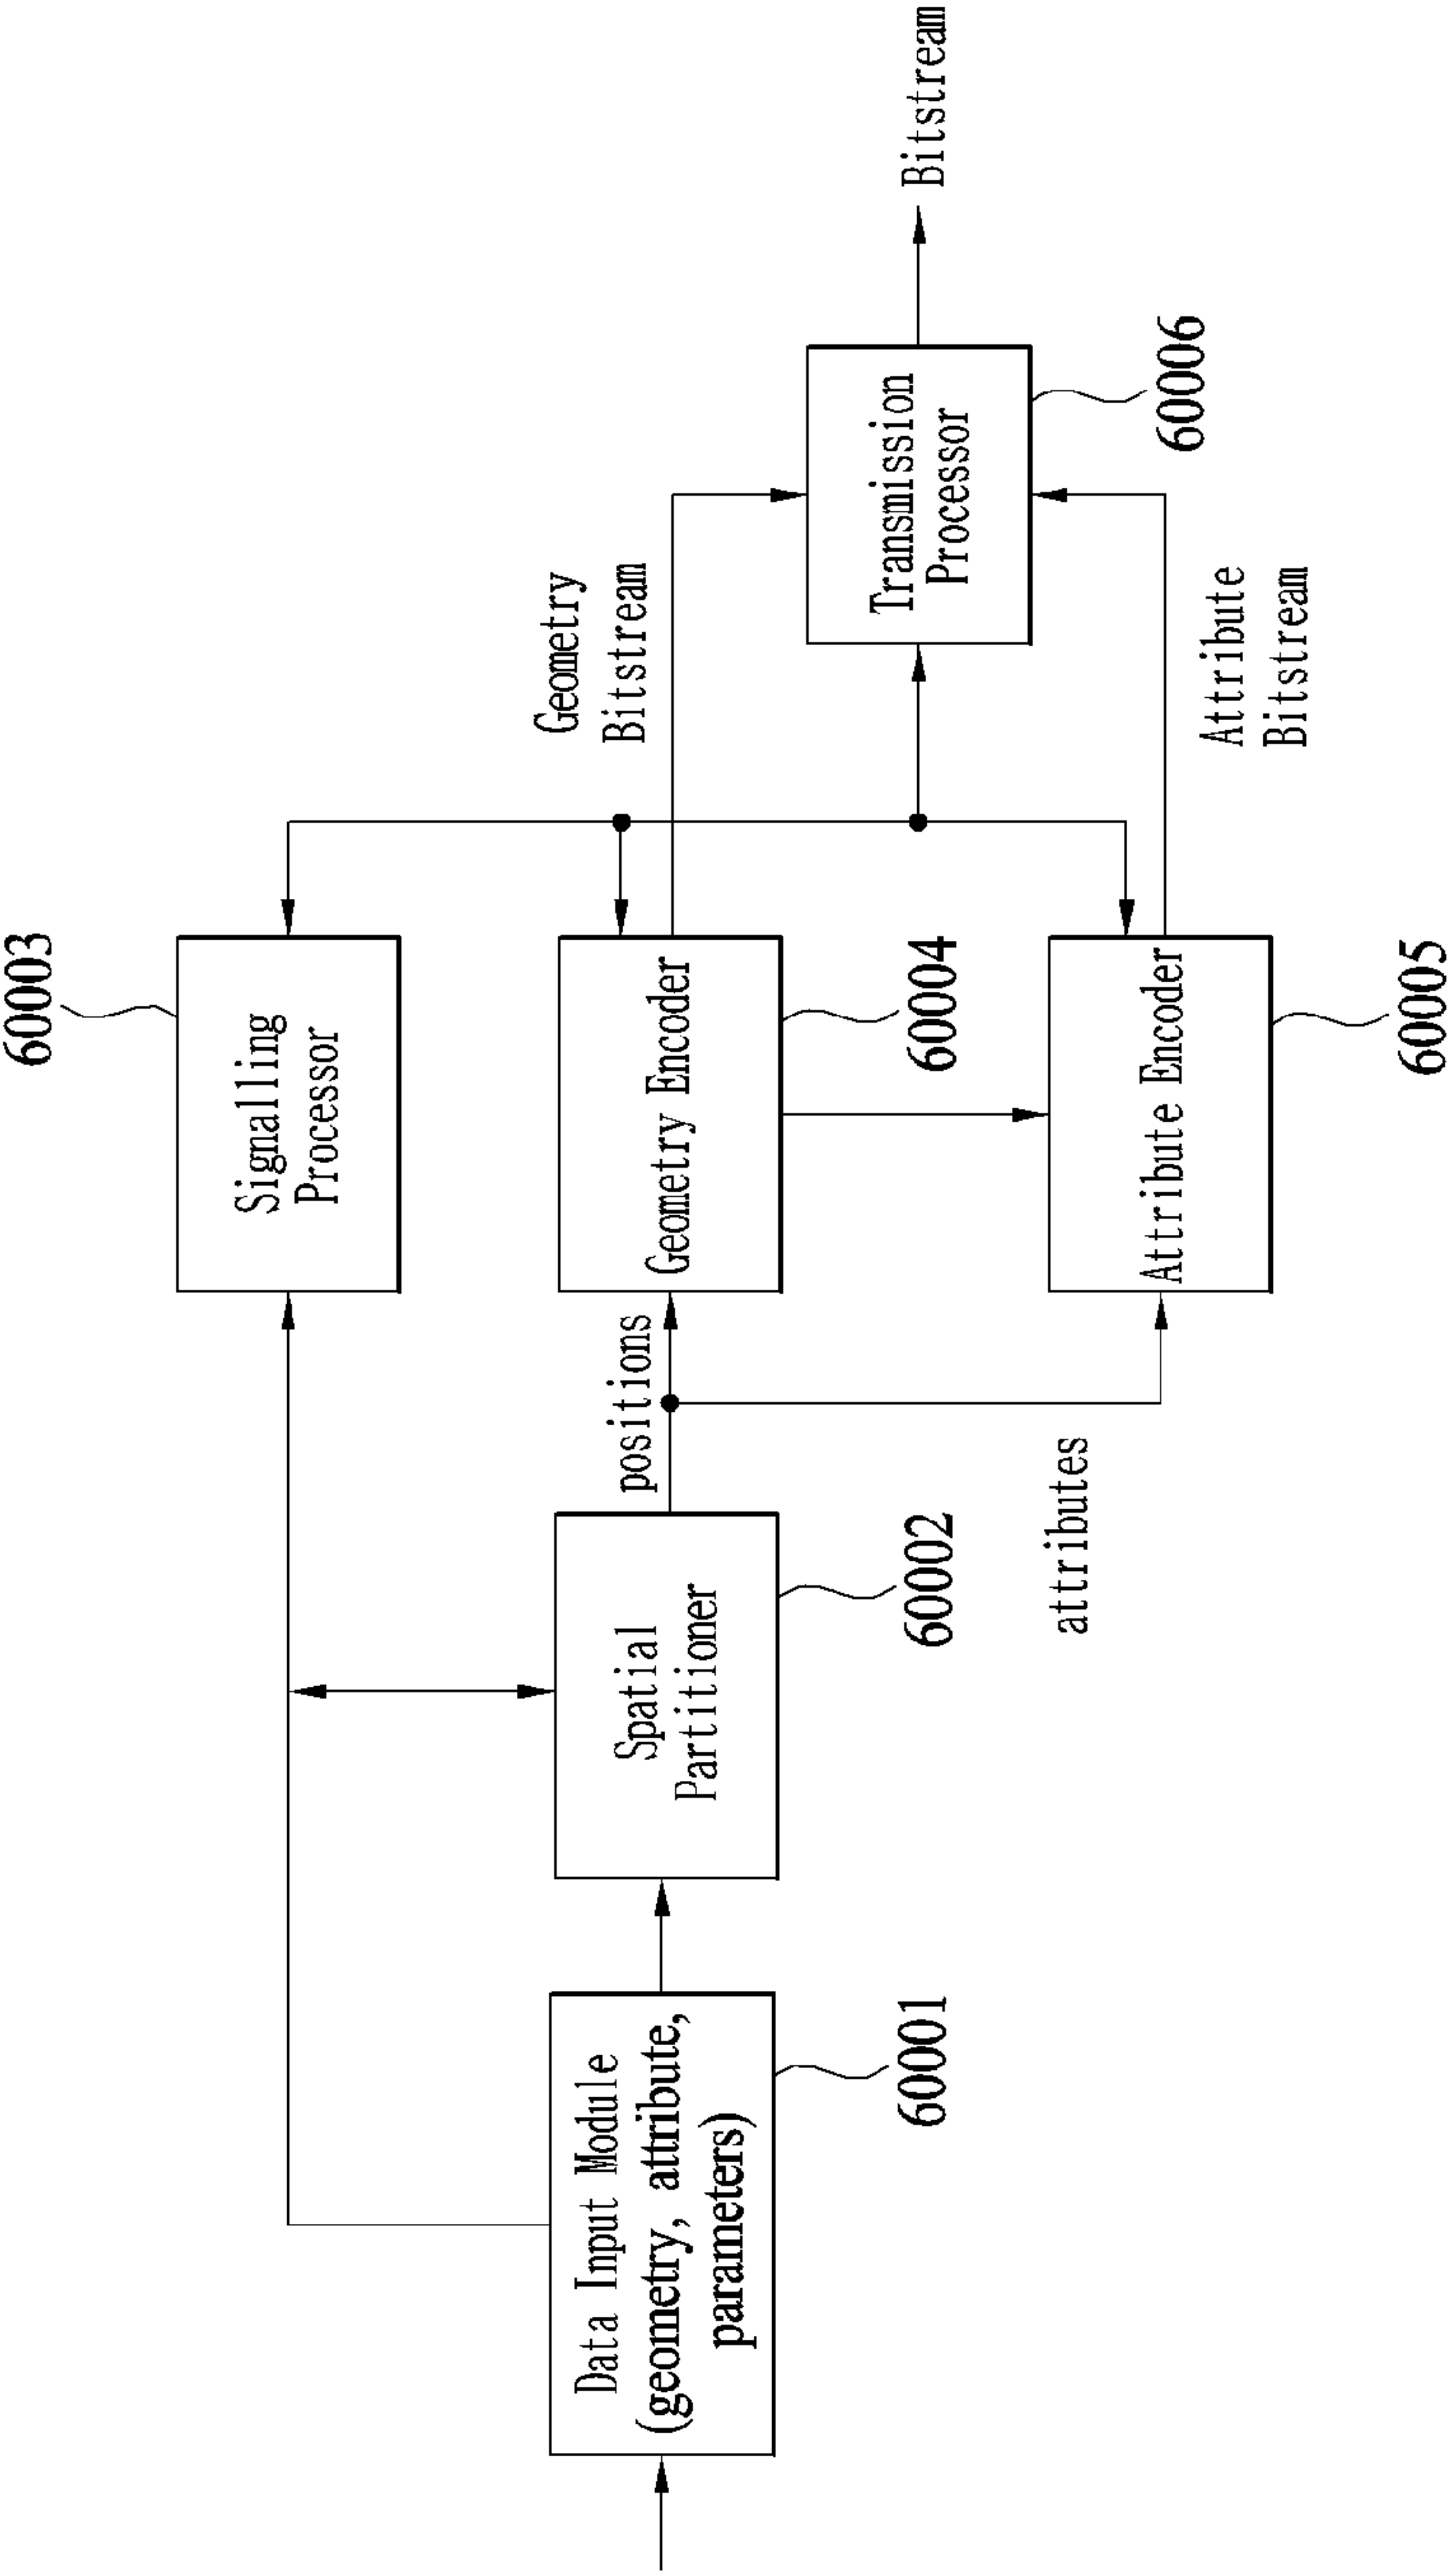 60003
Signalling
Processor
Data Input Module
(geometry, attribute,
parameters)
60001
Spatial
Partitioner
60002
positions
attributes
Geometry Encoder
60004
Attribute Encoder
60005
Geometry
Bitstream
Attribute
Bitstream
Transmission
Processor
60006
Bitstream